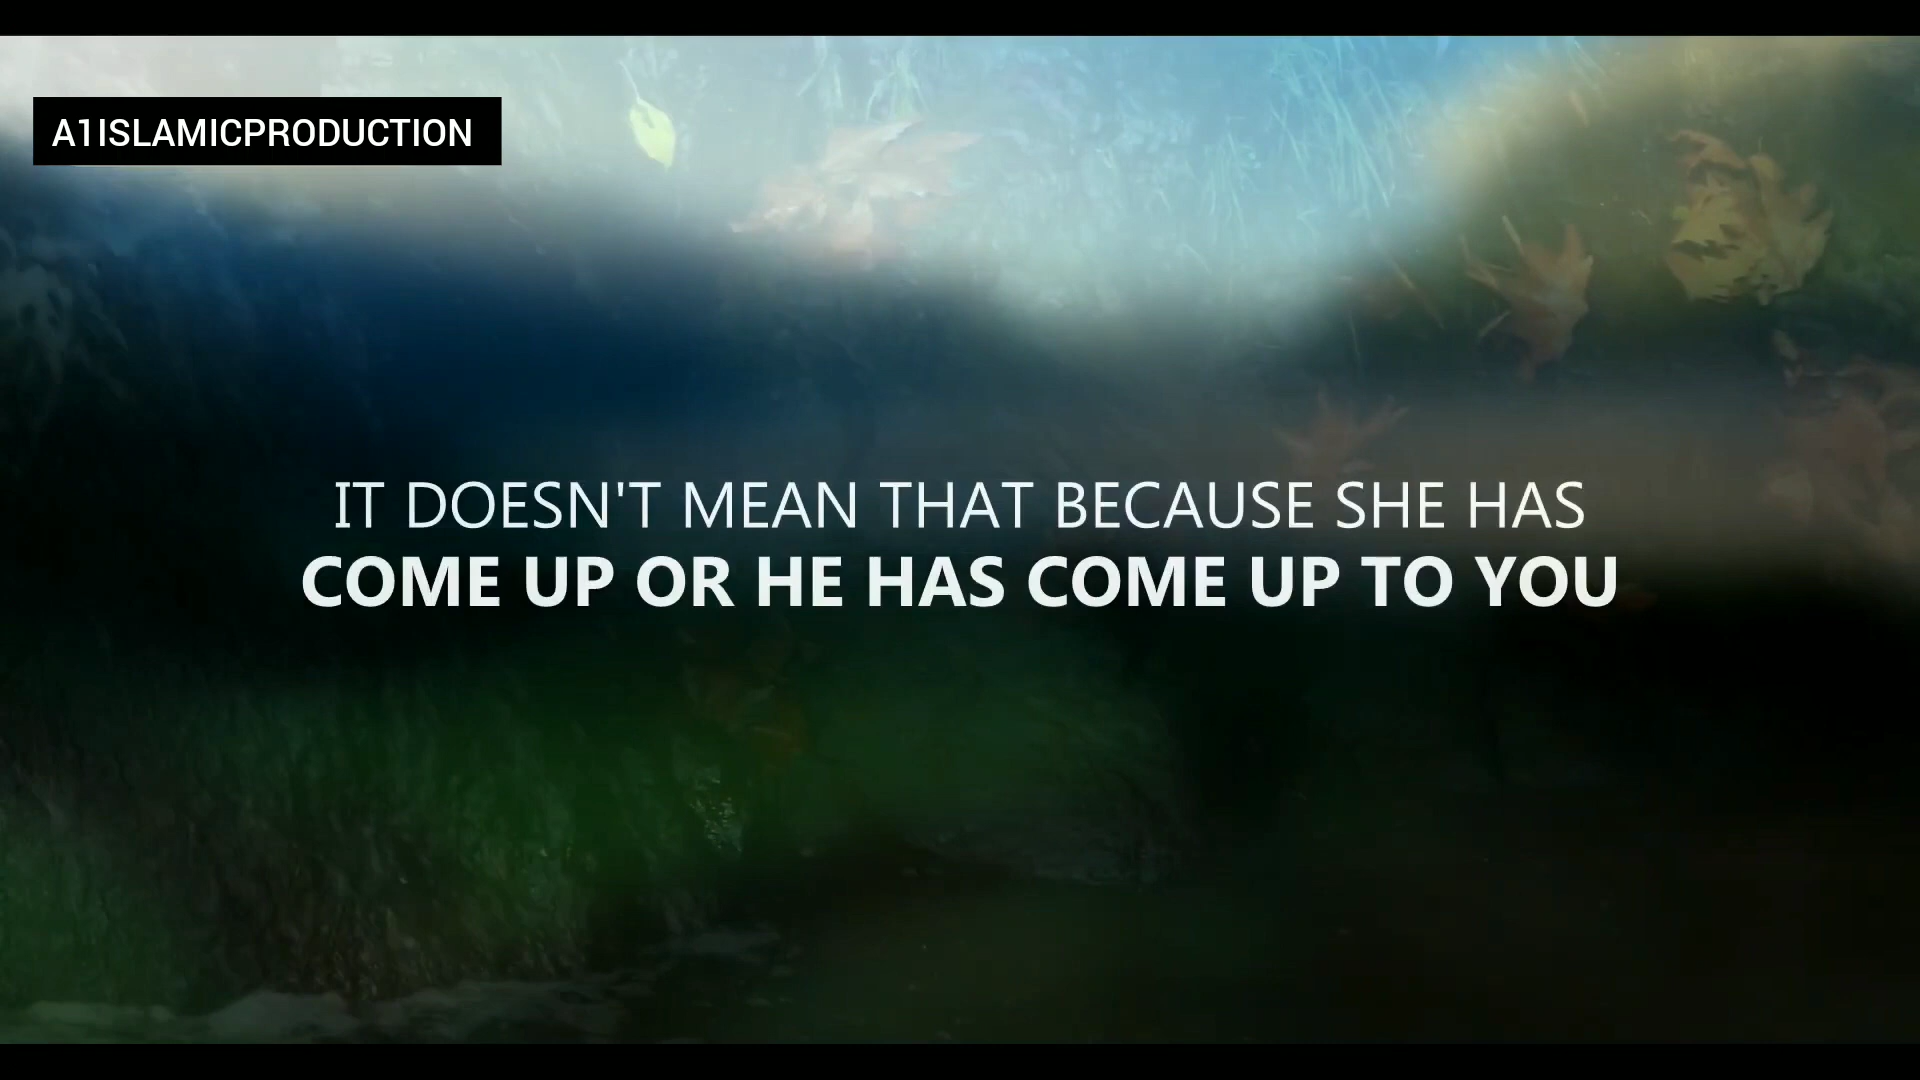 A1ISLAMICPRODUCTION
IT DOESN'T MEAN THAT BECAUSE SHE HAS
COME UP OR HE HAS COME UP TO YOU